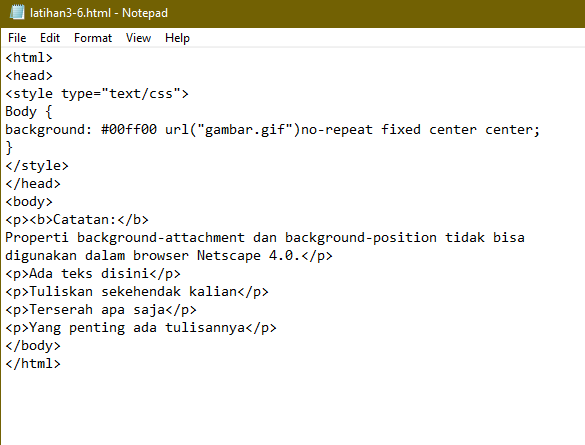 latihan3-6.html - Notepad
File Edit Format View Help
<html>
<head>
<style type="text/css">
Body {
background: #00ff00 url("gambar.gif")no-repeat fixed center center;
}
</style>
</head>
<body>
<p><b>Catatan:</b>
Properti background-attachment dan background-position tidak bisa
digunakan dalam browser Netscape 4.0.</p>
<p>Ada teks disini</p>
<p>Tuliskan sekehendak kalian</p>
<p>Terserah apa saja</p>
<p>Yang penting ada tulisannya</p>
</body>
</html>